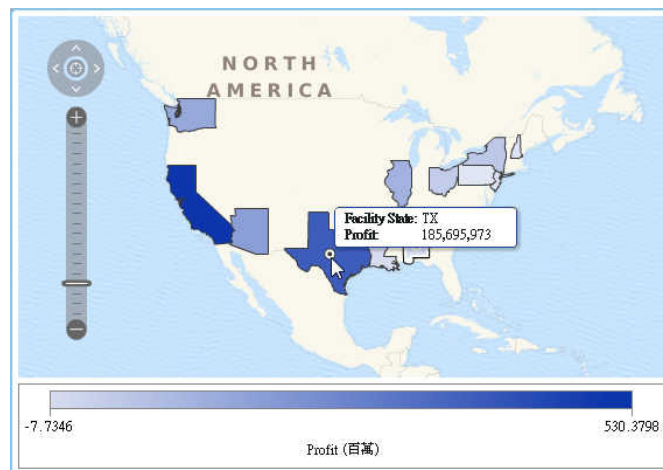 NORTH
AMERICA
Facility State: TX
Profit: 185,695,973
-7.7346 530.3798
Profit (百萬)